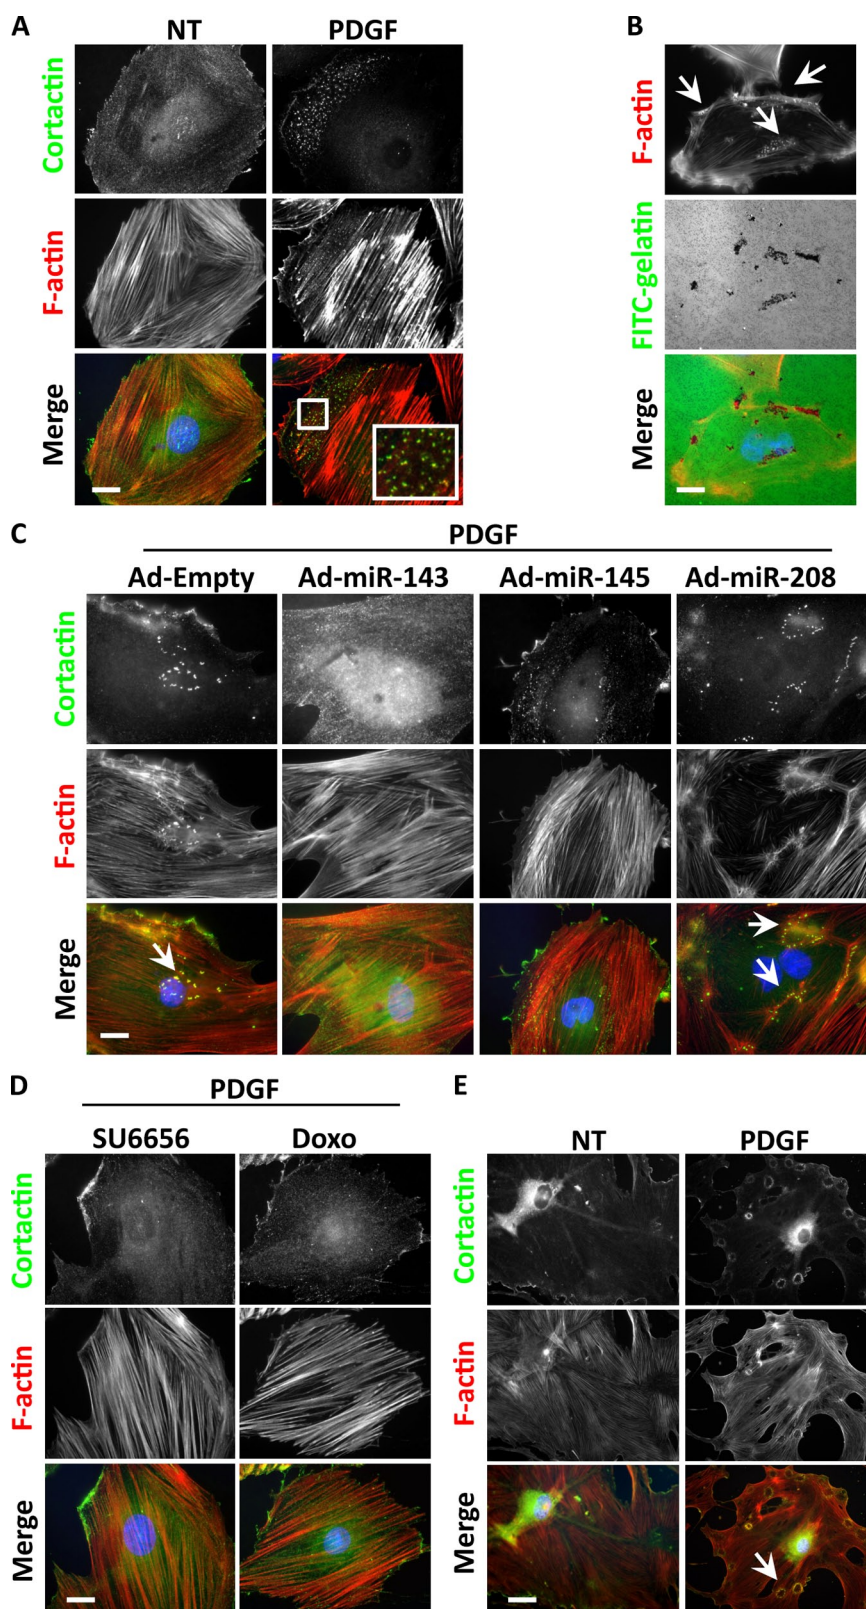 A
NT PDGF
Cortactin
F-actin
Merge
B
F-actin
FITC-gelatin
Merge
C
PDGF
Ad-Empty Ad-miR-143 Ad-miR-145 Ad-miR-208
Cortactin
F-actin
Merge
D
PDGF
SU6656 Doxo
Cortactin
F-actin
Merge
E
NT PDGF
Cortactin
F-actin
Merge